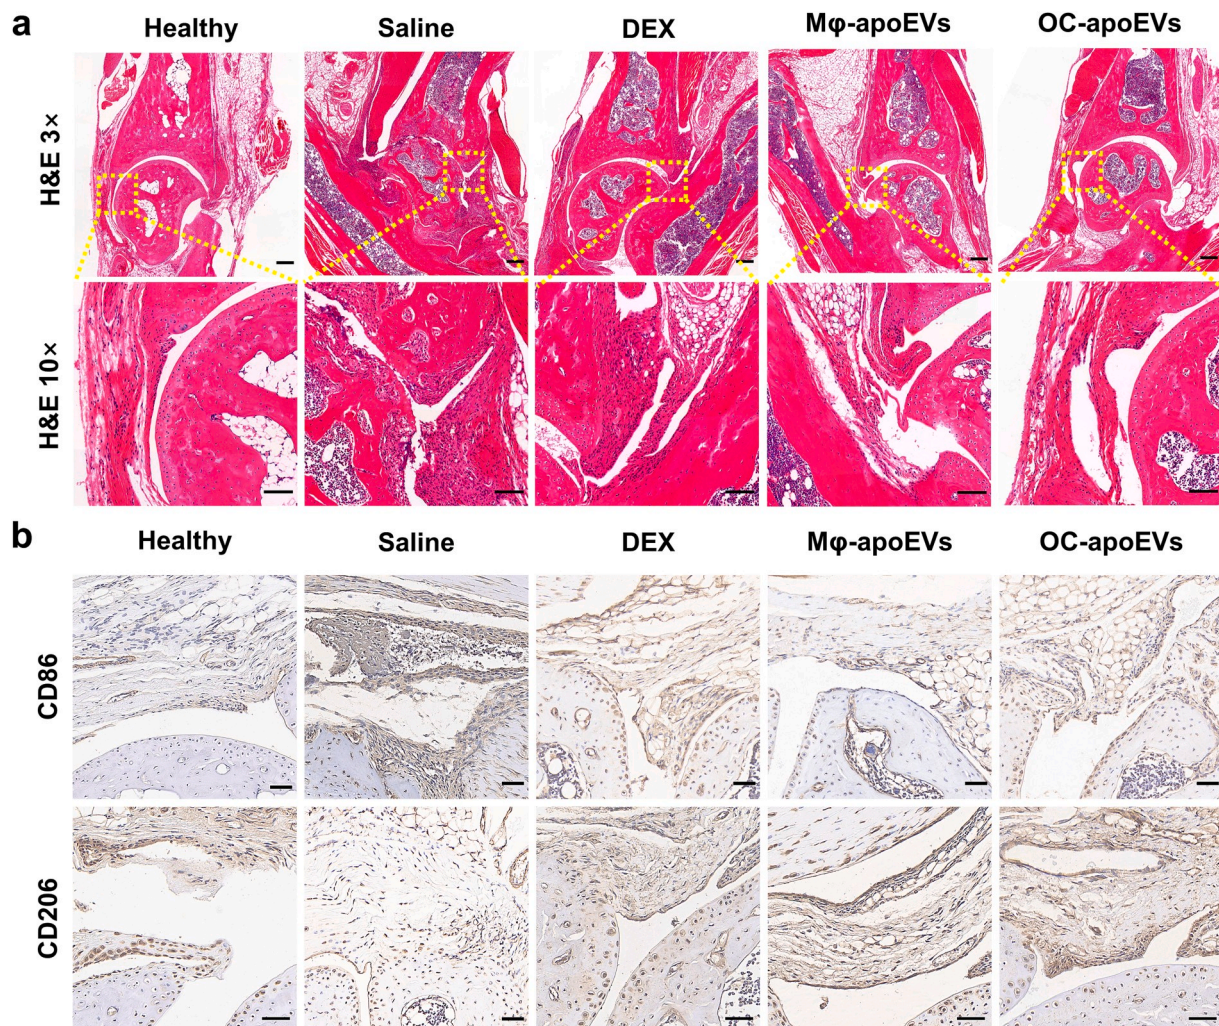 a
Healthy Saline DEX Mφ-apoEVs OC-apoEVs
H&E 3×
H&E 10×
b
Healthy Saline DEX Mφ-apoEVs OC-apoEVs
CD86
CD206